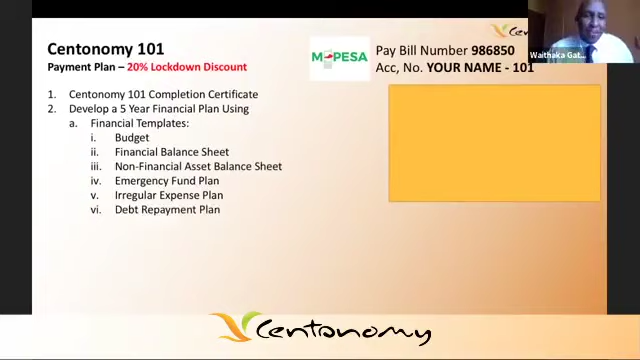 Centonomy 101
Payment Plan – 20% Lockdown Discount
M-PESA
Pay Bill Number 986850
Acc, No. YOUR NAME - 101
Waithaka Gat...
1. Centonomy 101 Completion Certificate
2. Develop a 5 Year Financial Plan Using
a. Financial Templates:
i. Budget
ii. Financial Balance Sheet
iii. Non-Financial Asset Balance Sheet
iv. Emergency Fund Plan
v. Irregular Expense Plan
vi. Debt Repayment Plan
Centonomy